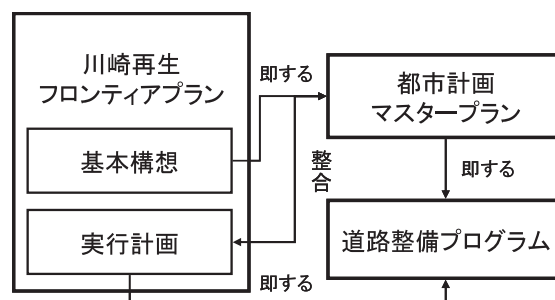 川崎再生
フロンティアプラン
基本構想
実行計画
即する
整合
即する
都市計画
マスタープラン
即する
道路整備プログラム